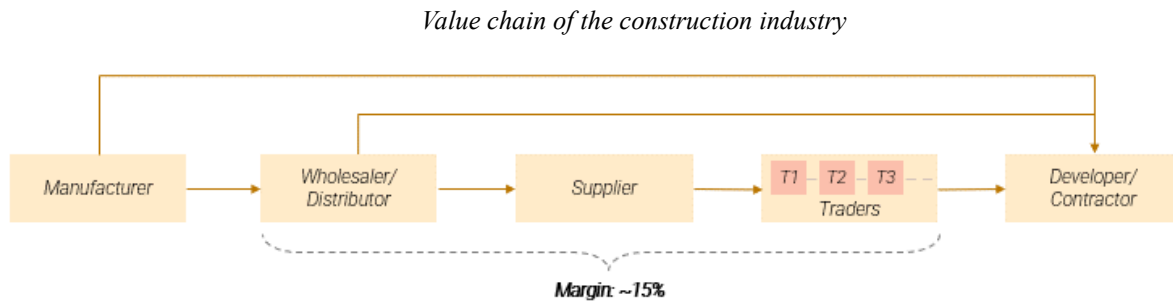 Value chain of the construction industry
Manufacturer
Wholesaler/
Distributor
Supplier
T1
T2
T3
Traders
Developer/
Contractor
Margin: ~15%